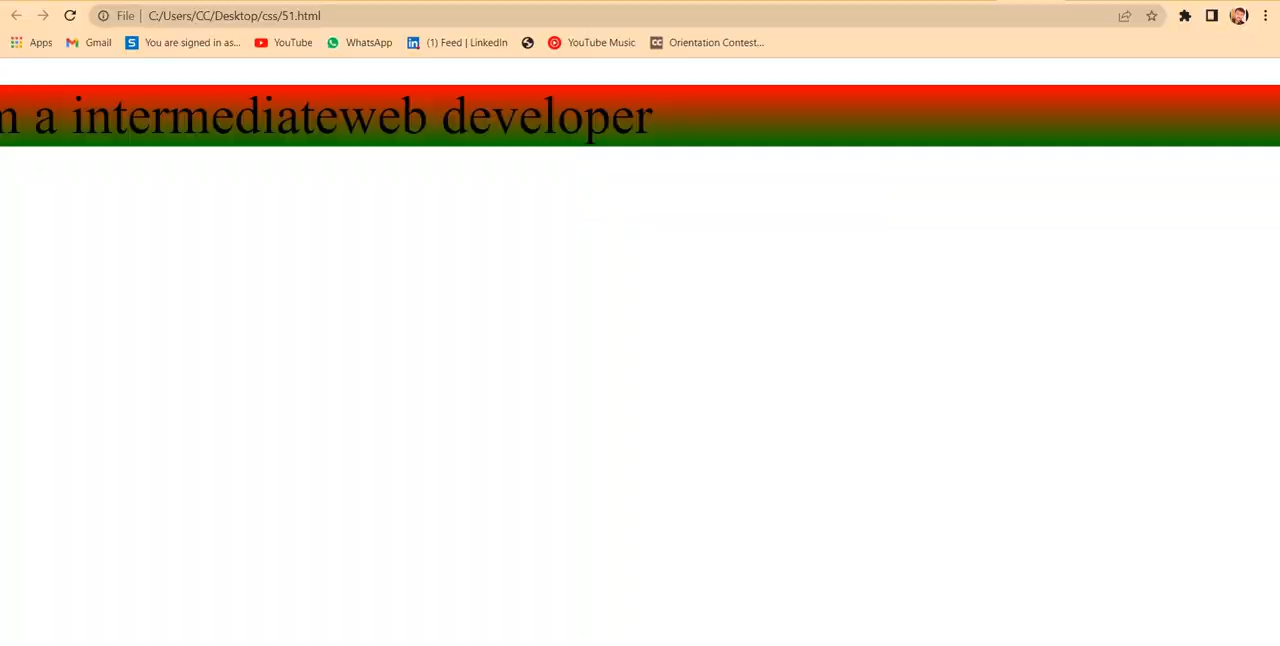 File | C:/Users/CC/Desktop/css/51.html
Apps Gmail You are signed in as... YouTube WhatsApp (1) Feed | LinkedIn YouTube Music Orientation Contest...
m a intermediateweb developer